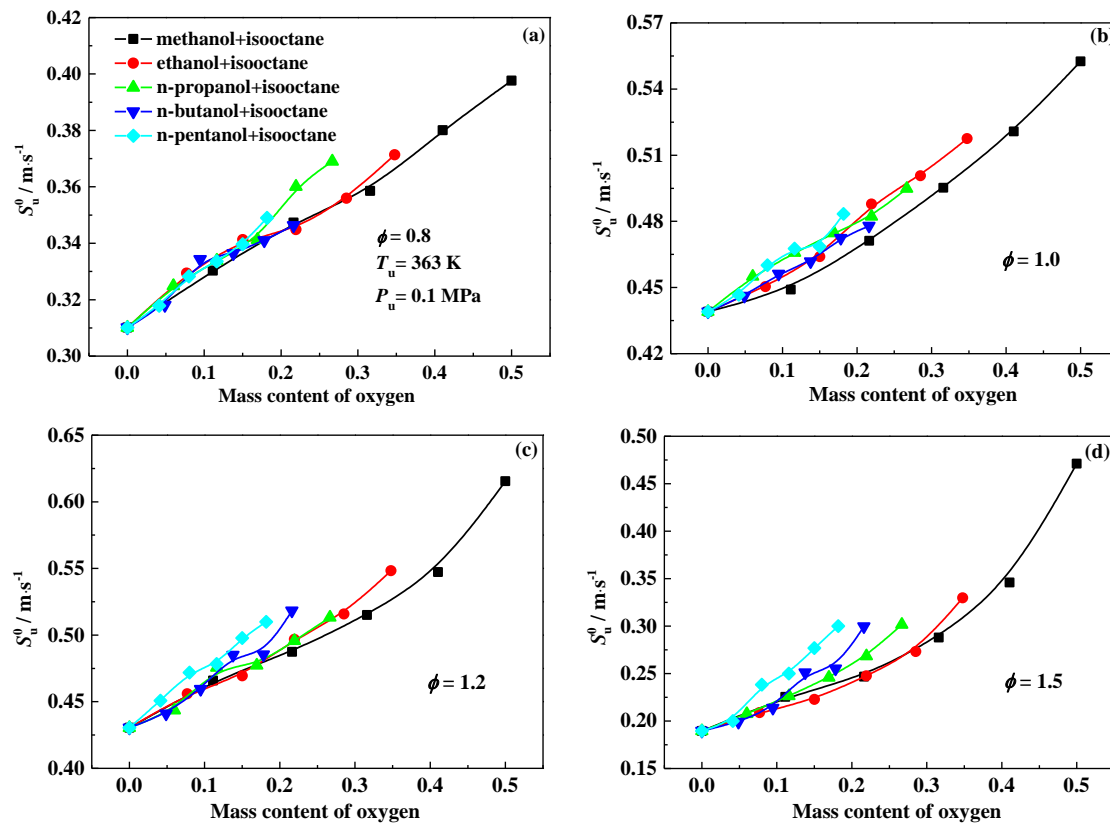 (a)
methanol+isooctane
ethanol+isooctane
n-propanol+isooctane
n-butanol+isooctane
n-pentanol+isooctane
ϕ = 0.8
T_u = 363 K
P_u = 0.1 MPa
0.42
0.40
0.38
0.36
0.34
0.32
0.30
S_u^0 / m·s^-1
0.0 0.1 0.2 0.3 0.4 0.5
Mass content of oxygen
(b)
ϕ = 1.0
0.57
0.54
0.51
0.48
0.45
0.42
S_u^0 / m·s^-1
0.0 0.1 0.2 0.3 0.4 0.5
Mass content of oxygen
(c)
ϕ = 1.2
0.65
0.60
0.55
0.50
0.45
0.40
S_u^0 / m·s^-1
0.0 0.1 0.2 0.3 0.4 0.5
Mass content of oxygen
(d)
ϕ = 1.5
0.50
0.45
0.40
0.35
0.30
0.25
0.20
0.15
S_u^0 / m·s^-1
0.0 0.1 0.2 0.3 0.4 0.5
Mass content of oxygen